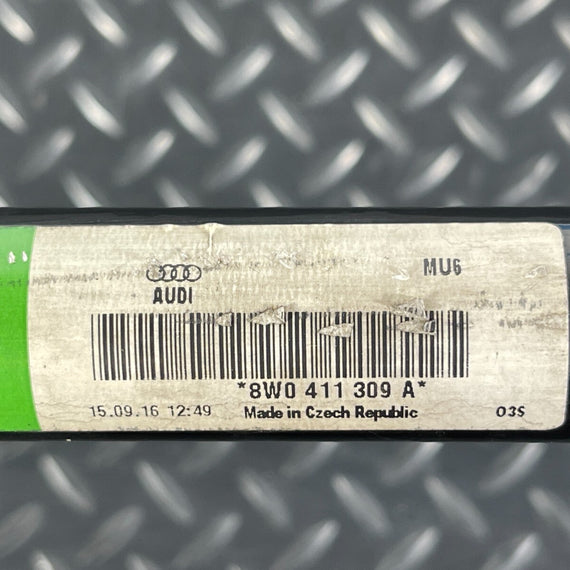 MU6
AUDI
*8W0 411 309 A*
15.09.16 12:49 Made in Czech Republic 03S